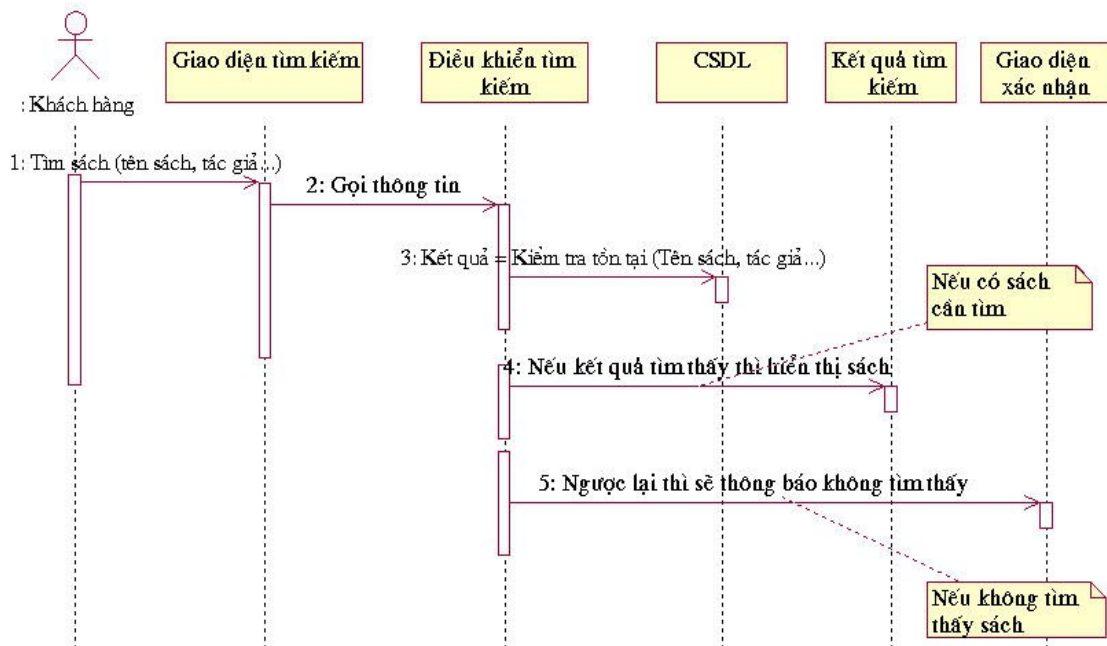 Giao diện tìm kiếm
Điều khiển tìm
kiếm
CSDL
Kết quả tìm
kiếm
Giao diện
xác nhận
: Khách hàng
1: Tìm sách (tên sách, tác giả...)
2: Gọi thông tin
3: Kết quả = Kiểm tra tồn tại (Tên sách, tác giả...)
Nếu có sách
cần tìm
4: Nếu kết quả tìm thấy thì hiển thị sách
5: Ngược lại thì sẽ thông báo không tìm thấy
Nếu không tìm
thấy sách